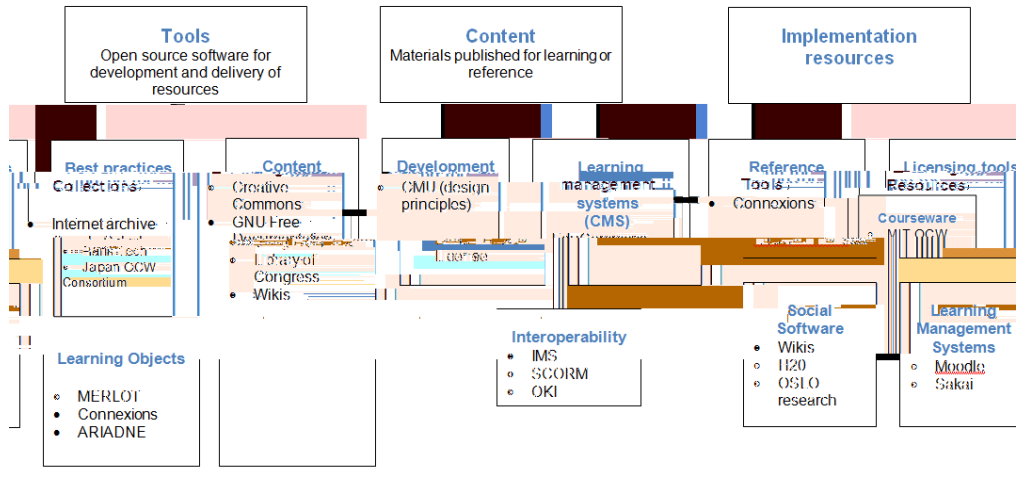 Tools
Open source software for
development and delivery of
resources
Content
Materials published for learning or
reference
Implementation
resources
Best practices
Content
Development
Learning
Reference
Licensing tools
Collections
Creative
Commons
GNU Free
CMU (design
principles)
management
systems
(CMS)
Tools
Connexions
Resources
Courseware
MIT OCW
Internet archive
Japan OCW
Consortium
Library of
Congress
Wikis
License
Social
Software
Wikis
H20
OSLO
research
Learning
Management
Systems
Moodle
Sakai
Interoperability
IMS
SCORM
OKI
Learning Objects
MERLOT
Connexions
ARIADNE